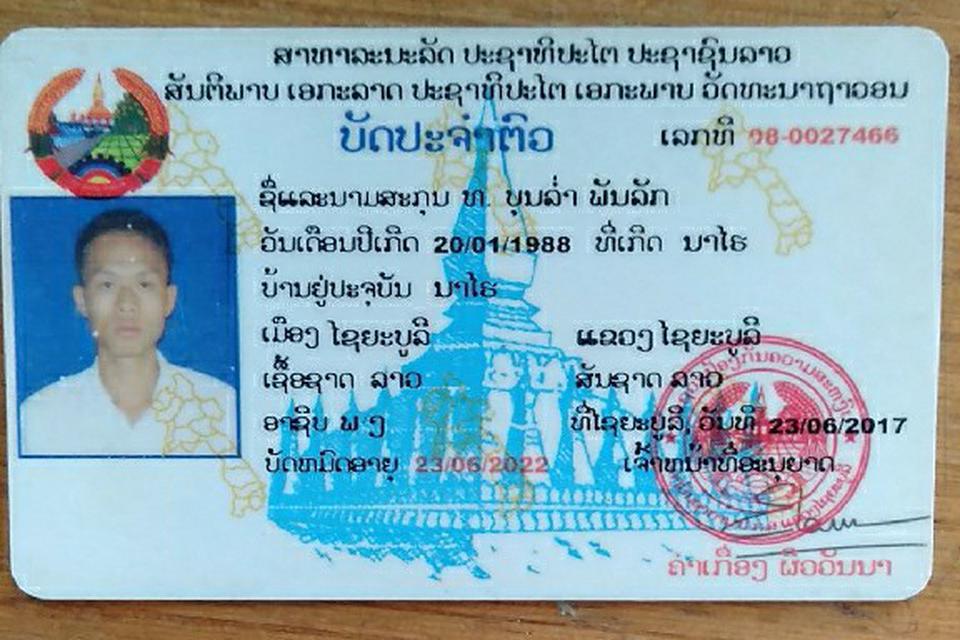 ສາທາລະນະລັດ ປະຊາທິປະໄຕ ປະຊາຊົນລາວ
ສັນຕິພາບ ເອກະລາດ ປະຊາທິປະໄຕ ເອກະພາບ ວັດທະນາຖາວອນ
ບັດປະຈຳຕົວ ເລກທີ 08-0027466
ຊື່ແລະນາມສະກຸນ ທ. ບຸນລ່ຳ ພັນລັກ
ວັນເດືອນປີເກີດ 20/01/1988 ທີ່ເກີດ ນາໄຮ
ບ້ານຢູ່ປະຈຸບັນ ນາໄຮ
ເມືອງ ໄຊຍະບູລີ ແຂວງ ໄຊຍະບູລີ
ເຊື້ອຊາດ ລາວ ສັນຊາດ ລາວ
ອາຊີບ ພ ງ ທີ່ໄຊຍະບູລີ, ວັນທີ 23/06/2017
ບັດຫມົດອາຍຸ 23/06/2022 ເຈົ້າຫນ້າທີ່ອະນຸຍາດ
ຄຳເກື່ອງ ຜິວວັນນາ